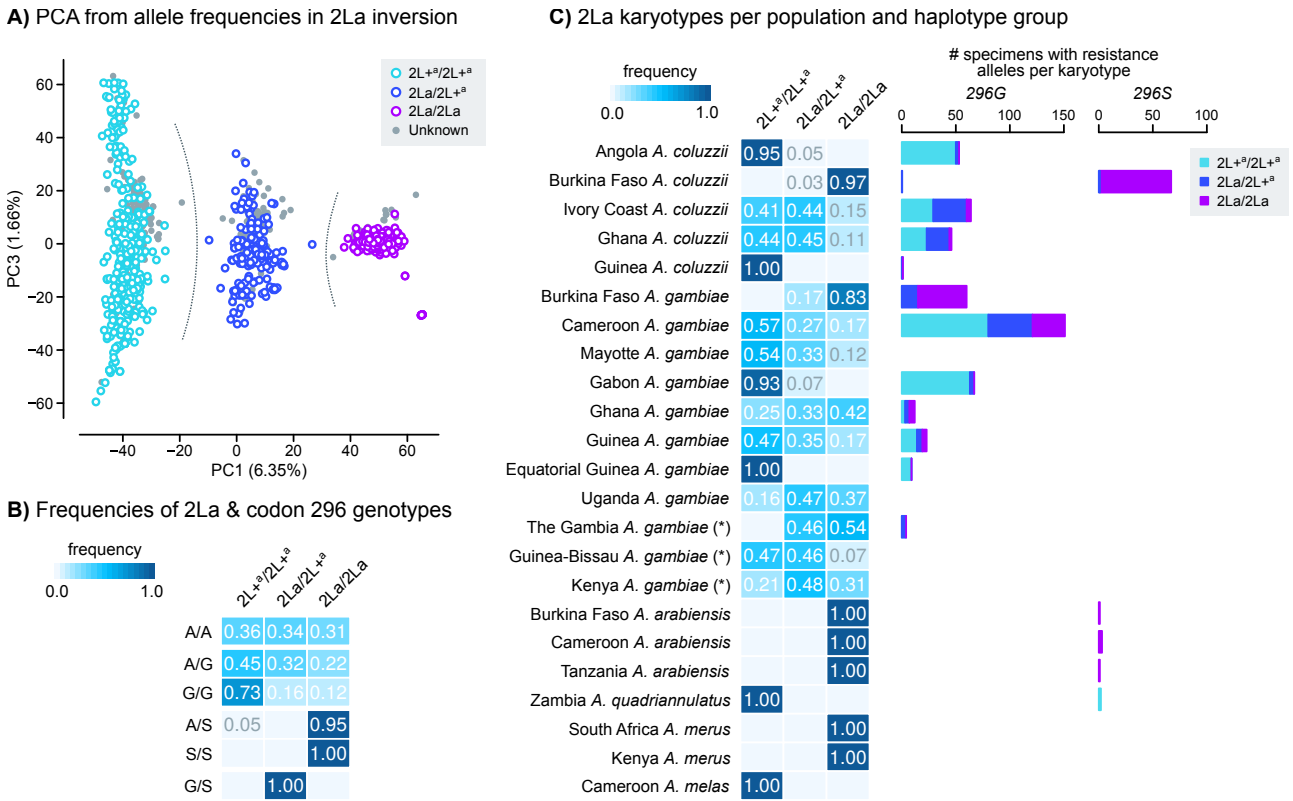 A) PCA from allele frequencies in 2La inversion
2L+ᵃ/2L+ᵃ
2La/2L+ᵃ
2La/2La
Unknown
PC3 (1.66%)
60
40
20
0
−20
−40
−60
−40 −20 0 20 40 60
PC1 (6.35%)
B) Frequencies of 2La & codon 296 genotypes
frequency
0.0 1.0
2L+ᵃ/2L+ᵃ 2La/2L+ᵃ 2La/2La
A/A 0.36 0.34 0.31
A/G 0.45 0.32 0.22
G/G 0.73 0.16 0.12
A/S 0.05 0.95
S/S 1.00
G/S 1.00
C) 2La karyotypes per population and haplotype group
frequency
0.0 1.0
2L+ᵃ/2L+ᵃ 2La/2L+ᵃ 2La/2La
# specimens with resistance
alleles per karyotype
296G 296S
0 50 100 150 0 50 100
2L+ᵃ/2L+ᵃ
2La/2L+ᵃ
2La/2La
Angola A. coluzzii 0.95 0.05
Burkina Faso A. coluzzii 0.03 0.97
Ivory Coast A. coluzzii 0.41 0.44 0.15
Ghana A. coluzzii 0.44 0.45 0.11
Guinea A. coluzzii 1.00
Burkina Faso A. gambiae 0.17 0.83
Cameroon A. gambiae 0.57 0.27 0.17
Mayotte A. gambiae 0.54 0.33 0.12
Gabon A. gambiae 0.93 0.07
Ghana A. gambiae 0.25 0.33 0.42
Guinea A. gambiae 0.47 0.35 0.17
Equatorial Guinea A. gambiae 1.00
Uganda A. gambiae 0.16 0.47 0.37
The Gambia A. gambiae (*) 0.46 0.54
Guinea-Bissau A. gambiae (*) 0.47 0.46 0.07
Kenya A. gambiae (*) 0.21 0.48 0.31
Burkina Faso A. arabiensis 1.00
Cameroon A. arabiensis 1.00
Tanzania A. arabiensis 1.00
Zambia A. quadriannulatus 1.00
South Africa A. merus 1.00
Kenya A. merus 1.00
Cameroon A. melas 1.00